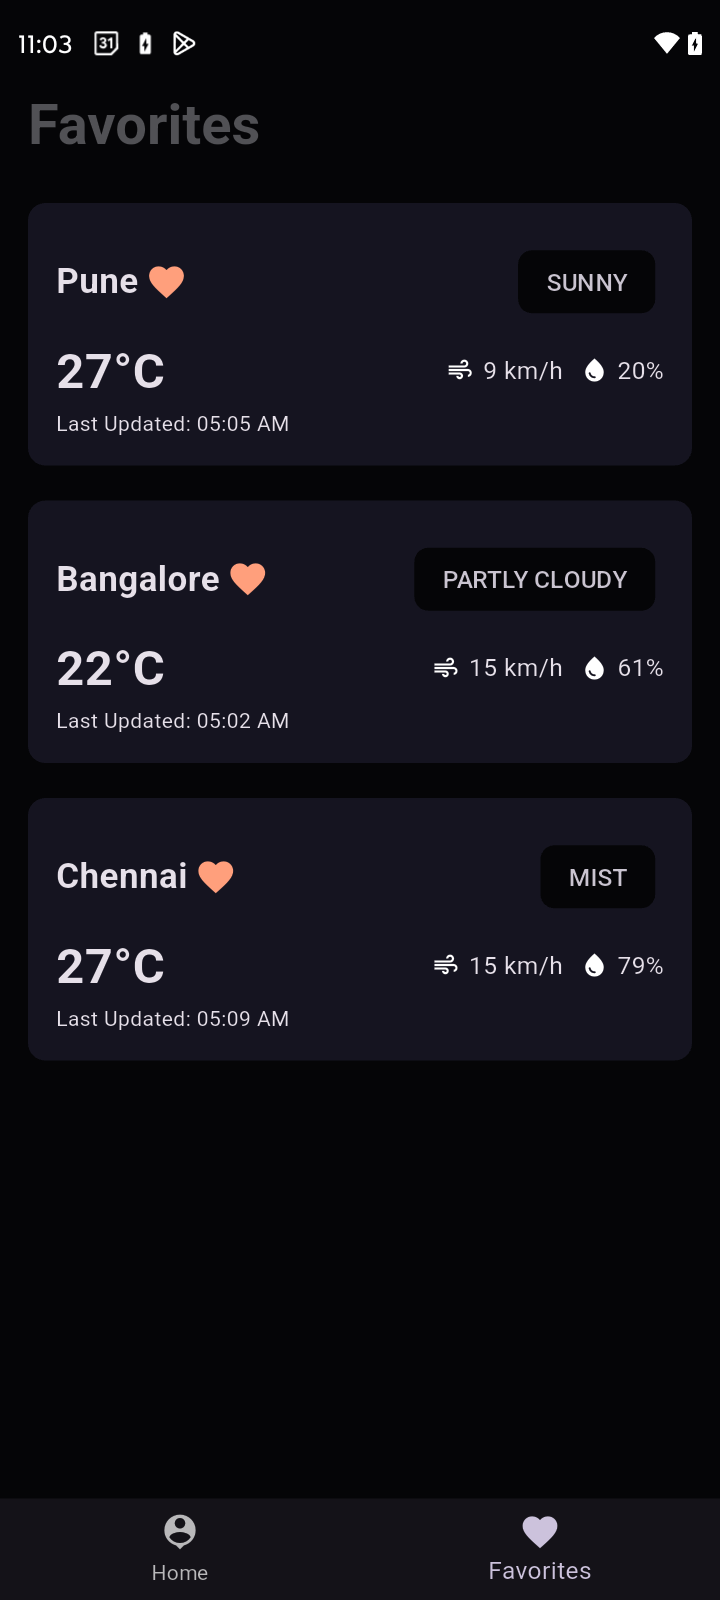 11:03 31
Favorites
Pune
SUNNY
27°C
9 km/h 20%
Last Updated: 05:05 AM
Bangalore
PARTLY CLOUDY
22°C
15 km/h 61%
Last Updated: 05:02 AM
Chennai
MIST
27°C
15 km/h 79%
Last Updated: 05:09 AM
Home
Favorites